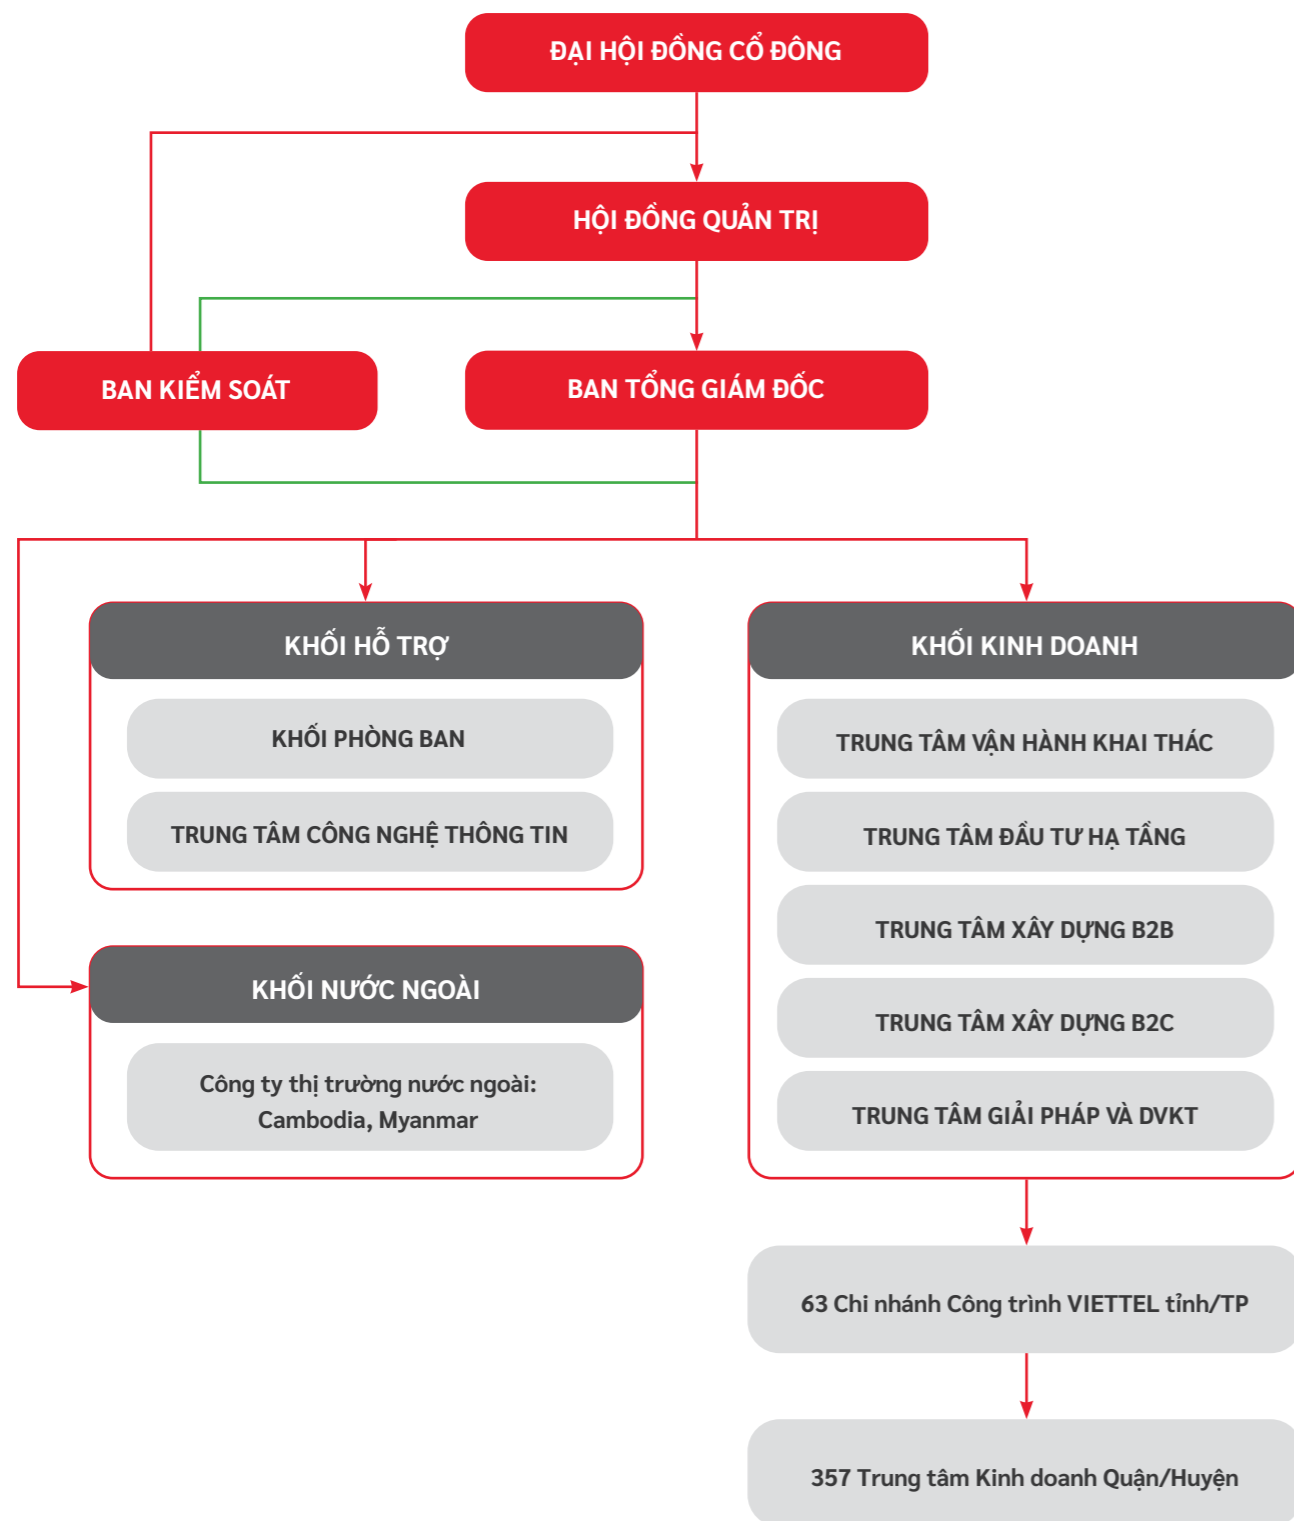 ĐẠI HỘI ĐỒNG CỔ ĐÔNG
HỘI ĐỒNG QUẢN TRỊ
BAN KIỂM SOÁT
BAN TỔNG GIÁM ĐỐC
KHỐI HỖ TRỢ
KHỐI PHÒNG BAN
TRUNG TÂM CÔNG NGHỆ THÔNG TIN
KHỐI NƯỚC NGOÀI
Công ty thị trường nước ngoài:
Cambodia, Myanmar
KHỐI KINH DOANH
TRUNG TÂM VẬN HÀNH KHAI THÁC
TRUNG TÂM ĐẦU TƯ HẠ TẦNG
TRUNG TÂM XÂY DỰNG B2B
TRUNG TÂM XÂY DỰNG B2C
TRUNG TÂM GIẢI PHÁP VÀ DVKT
63 Chi nhánh Công trình VIETTEL tỉnh/TP
357 Trung tâm Kinh doanh Quận/Huyện